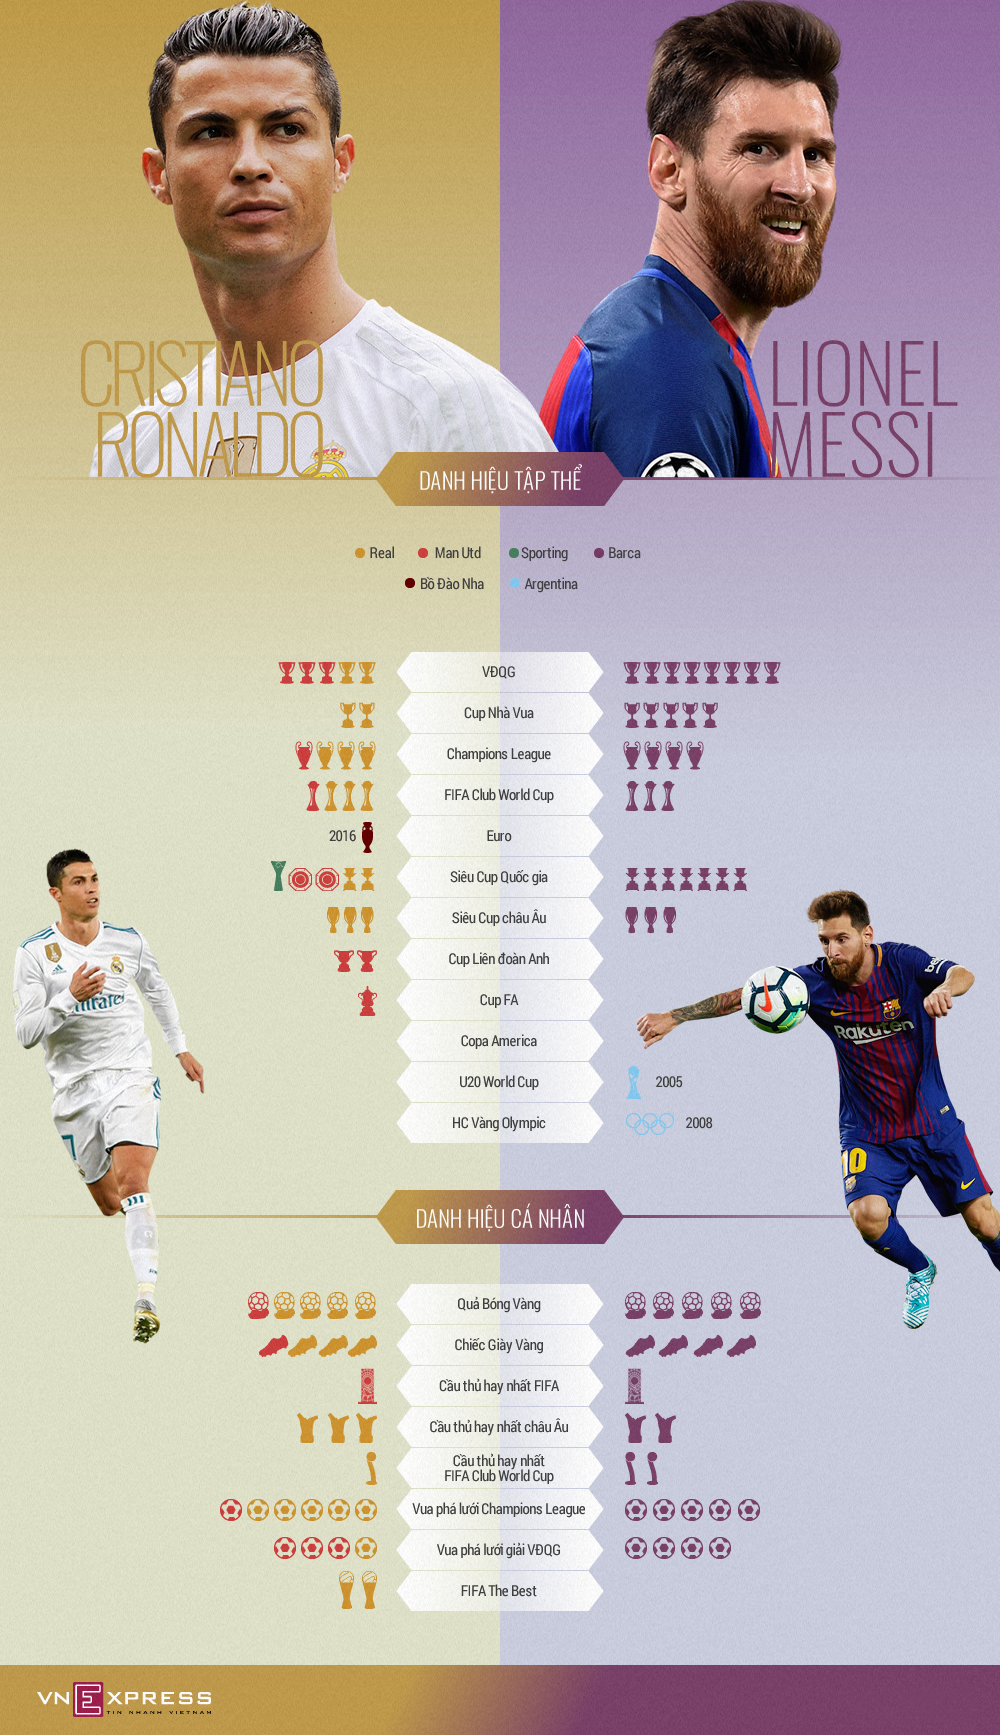 CRISTIANO
RONALDO
LIONEL
MESSI
DANH HIỆU TẬP THỂ
Real Man Utd Sporting Barca
Bồ Đào Nha Argentina
VĐQG
Cup Nhà Vua
Champions League
FIFA Club World Cup
2016 Euro
Siêu Cup Quốc gia
Siêu Cup châu Âu
Cup Liên đoàn Anh
Cup FA
Copa America
U20 World Cup 2005
HC Vàng Olympic 2008
Rakuten
beko
10
7
DANH HIỆU CÁ NHÂN
Quả Bóng Vàng
Chiếc Giày Vàng
Cầu thủ hay nhất FIFA
Cầu thủ hay nhất châu Âu
Cầu thủ hay nhất
FIFA Club World Cup
Vua phá lưới Champions League
Vua phá lưới giải VĐQG
FIFA The Best
VNEXPRESS
TIN NHANH VIETNAM